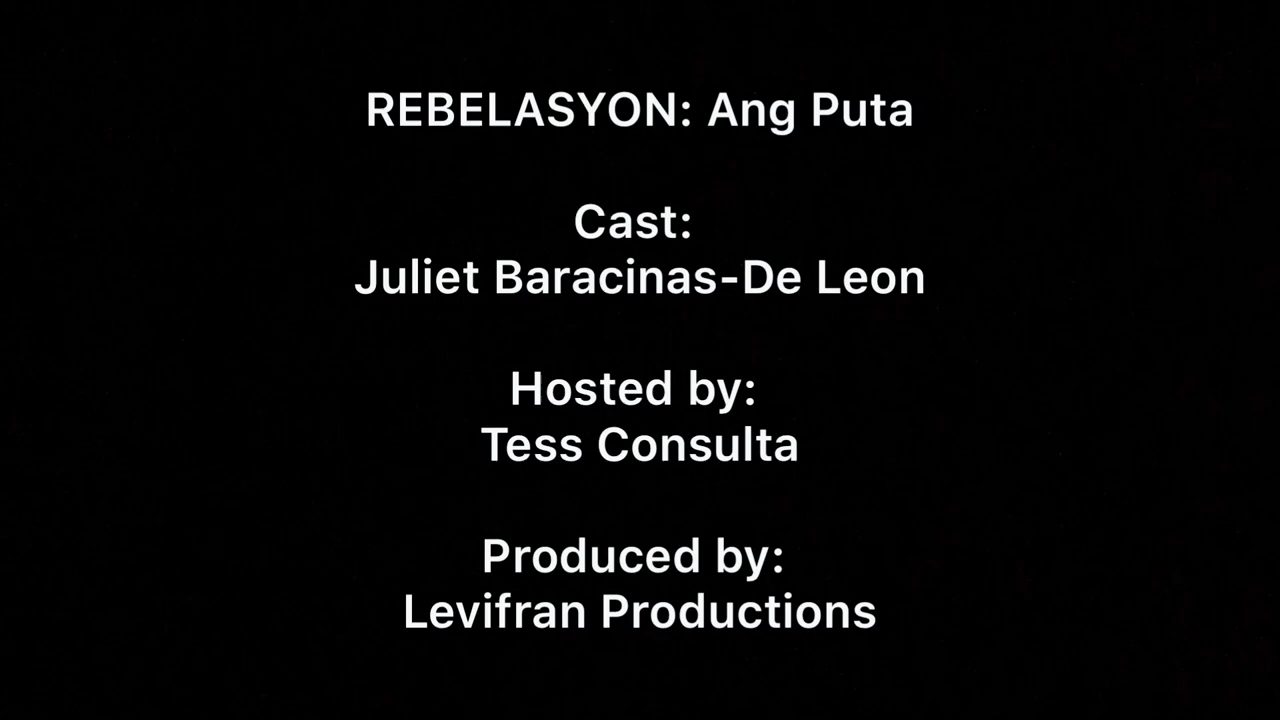 REBELASYON: Ang Puta
Cast:
Juliet Baracinas-De Leon
Hosted by:
Tess Consulta
Produced by:
Levifran Productions